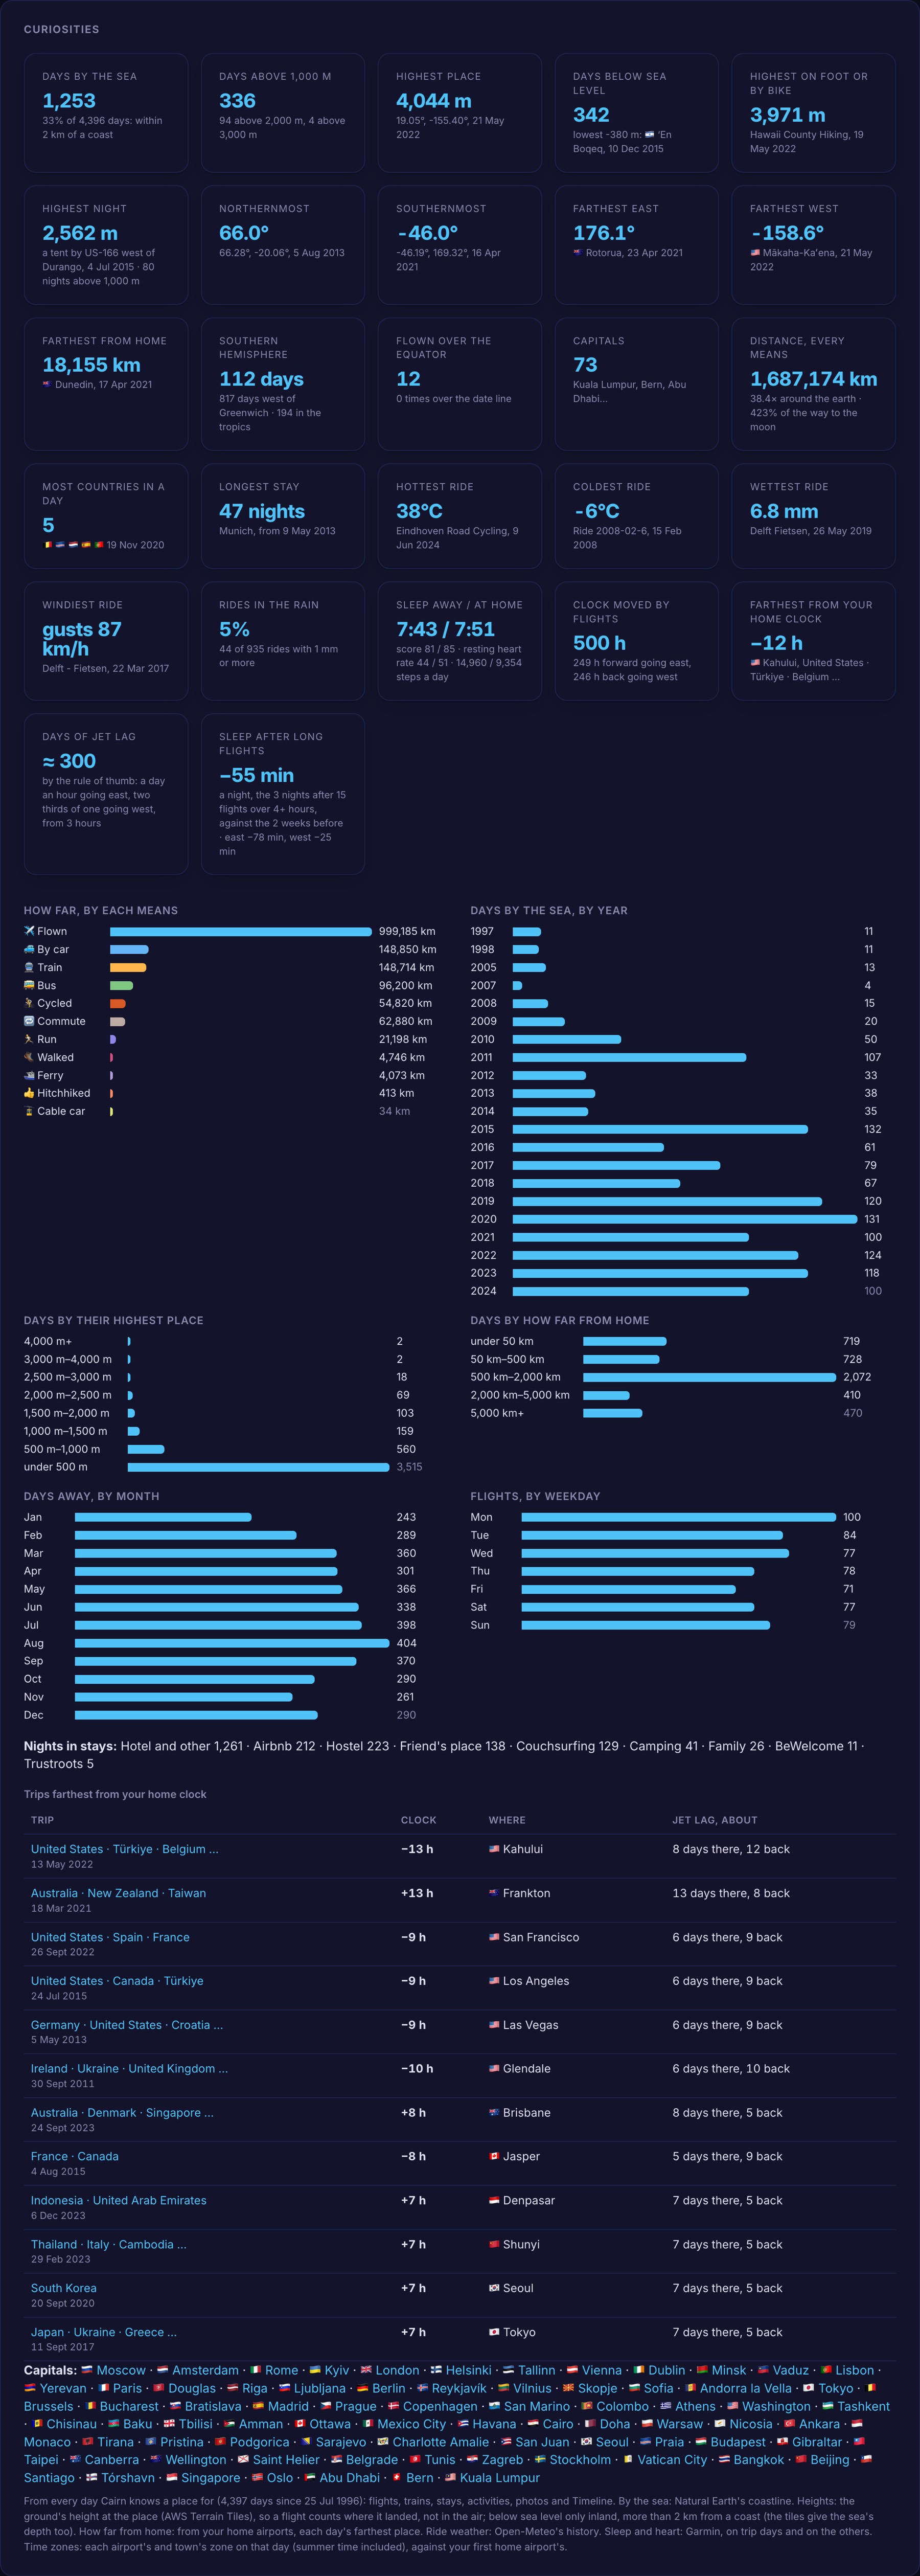 CURIOSITIES
DAYS BY THE SEA
1,253
33% of 4,396 days: within
2 km of a coast
DAYS ABOVE 1,000 M
336
94 above 2,000 m, 4 above
3,000 m
HIGHEST PLACE
4,044 m
19.05°, -155.40°, 21 May
2022
DAYS BELOW SEA
LEVEL
342
lowest -380 m: 🇮🇱 ‘En
Boqeq, 10 Dec 2015
HIGHEST ON FOOT OR
BY BIKE
3,971 m
Hawaii County Hiking, 19
May 2022
HIGHEST NIGHT
2,562 m
a tent by US-166 west of
Durango, 4 Jul 2015 · 80
nights above 1,000 m
NORTHERNMOST
66.0°
66.28°, -20.06°, 5 Aug 2013
SOUTHERNMOST
-46.0°
-46.19°, 169.32°, 16 Apr
2021
FARTHEST EAST
176.1°
Rotorua, 23 Apr 2021
FARTHEST WEST
-158.6°
Mākaha-Ka‘ena, 21 May
2022
FARTHEST FROM HOME
18,155 km
Dunedin, 17 Apr 2021
SOUTHERN
HEMISPHERE
112 days
817 days west of
Greenwich · 194 in the
tropics
FLOWN OVER THE
EQUATOR
12
0 times over the date line
CAPITALS
73
Kuala Lumpur, Bern, Abu
Dhabi…
DISTANCE, EVERY
MEANS
1,687,174 km
38.4× around the earth ·
423% of the way to the
moon
MOST COUNTRIES IN A
DAY
5
19 Nov 2020
LONGEST STAY
47 nights
Munich, from 9 May 2013
HOTTEST RIDE
38°C
Eindhoven Road Cycling, 9
Jun 2024
COLDEST RIDE
-6°C
Ride 2008-02-6, 15 Feb
2008
WETTEST RIDE
6.8 mm
Delft Fietsen, 26 May 2019
WINDIEST RIDE
gusts 87
km/h
Delft - Fietsen, 22 Mar 2017
RIDES IN THE RAIN
5%
44 of 935 rides with 1 mm
or more
SLEEP AWAY / AT HOME
7:43 / 7:51
score 81 / 85 · resting heart
rate 44 / 51 · 14,960 / 9,354
steps a day
CLOCK MOVED BY
FLIGHTS
500 h
249 h forward going east,
246 h back going west
FARTHEST FROM YOUR
HOME CLOCK
−12 h
Kahului, United States ·
Türkiye · Belgium …
DAYS OF JET LAG
≈ 300
by the rule of thumb: a day
an hour going east, two
thirds of one going west,
from 3 hours
SLEEP AFTER LONG
FLIGHTS
−55 min
a night, the 3 nights after 15
flights over 4+ hours,
against the 2 weeks before
· east −78 min, west −25
min
HOW FAR, BY EACH MEANS
Flown 999,185 km
By car 148,850 km
Train 148,714 km
Bus 96,200 km
Cycled 54,820 km
Commute 62,880 km
Run 21,198 km
Walked 4,746 km
Ferry 4,073 km
Hitchhiked 413 km
Cable car 34 km
DAYS BY THE SEA, BY YEAR
1997 11
1998 11
2005 13
2007 4
2008 15
2009 20
2010 50
2011 107
2012 33
2013 38
2014 35
2015 132
2016 61
2017 79
2018 67
2019 120
2020 131
2021 100
2022 124
2023 118
2024 100
DAYS BY THEIR HIGHEST PLACE
4,000 m+ 2
3,000 m–4,000 m 2
2,500 m–3,000 m 18
2,000 m–2,500 m 69
1,500 m–2,000 m 103
1,000 m–1,500 m 159
500 m–1,000 m 560
under 500 m 3,515
DAYS BY HOW FAR FROM HOME
under 50 km 719
50 km–500 km 728
500 km–2,000 km 2,072
2,000 km–5,000 km 410
5,000 km+ 470
DAYS AWAY, BY MONTH
Jan 243
Feb 289
Mar 360
Apr 301
May 366
Jun 338
Jul 398
Aug 404
Sep 370
Oct 290
Nov 261
Dec 290
FLIGHTS, BY WEEKDAY
Mon 100
Tue 84
Wed 77
Thu 78
Fri 71
Sat 77
Sun 79
Nights in stays: Hotel and other 1,261 · Airbnb 212 · Hostel 223 · Friend's place 138 · Couchsurfing 129 · Camping 41 · Family 26 · BeWelcome 11 ·
Trustroots 5
Trips farthest from your home clock
TRIP CLOCK WHERE JET LAG, ABOUT
United States · Türkiye · Belgium … −13 h Kahului 8 days there, 12 back
13 May 2022
Australia · New Zealand · Taiwan +13 h Frankton 13 days there, 8 back
18 Mar 2021
United States · Spain · France −9 h San Francisco 6 days there, 9 back
26 Sept 2022
United States · Canada · Türkiye −9 h Los Angeles 6 days there, 9 back
24 Jul 2015
Germany · United States · Croatia … −9 h Las Vegas 6 days there, 9 back
5 May 2013
Ireland · Ukraine · United Kingdom … −10 h Glendale 6 days there, 10 back
30 Sept 2011
Australia · Denmark · Singapore … +8 h Brisbane 8 days there, 5 back
24 Sept 2023
France · Canada −8 h Jasper 5 days there, 9 back
4 Aug 2015
Indonesia · United Arab Emirates +7 h Denpasar 7 days there, 5 back
6 Dec 2023
Thailand · Italy · Cambodia … +7 h Shunyi 7 days there, 5 back
29 Feb 2023
South Korea +7 h Seoul 7 days there, 5 back
20 Sept 2020
Japan · Ukraine · Greece … +7 h Tokyo 7 days there, 5 back
11 Sept 2017
Capitals: Moscow · Amsterdam · Rome · Kyiv · London · Helsinki · Tallinn · Vienna · Dublin · Minsk · Vaduz · Lisbon ·
Yerevan · Paris · Douglas · Riga · Ljubljana · Berlin · Reykjavík · Vilnius · Skopje · Sofia · Andorra la Vella · Tokyo ·
Brussels · Bucharest · Bratislava · Madrid · Prague · Copenhagen · San Marino · Colombo · Athens · Washington · Tashkent
· Chisinau · Baku · Tbilisi · Amman · Ottawa · Mexico City · Havana · Cairo · Doha · Warsaw · Nicosia · Ankara ·
Monaco · Tirana · Pristina · Podgorica · Sarajevo · Charlotte Amalie · San Juan · Seoul · Praia · Budapest · Gibraltar ·
Taipei · Canberra · Wellington · Saint Helier · Belgrade · Tunis · Zagreb · Stockholm · Vatican City · Bangkok · Beijing ·
Santiago · Tórshavn · Singapore · Oslo · Abu Dhabi · Bern · Kuala Lumpur
From every day Cairn knows a place for (4,397 days since 25 Jul 1996): flights, trains, stays, activities, photos and Timeline. By the sea: Natural Earth's coastline. Heights: the
ground's height at the place (AWS Terrain Tiles), so a flight counts where it landed, not in the air; below sea level only inland, more than 2 km from a coast (the tiles give the sea's
depth too). How far from home: from your home airports, each day's farthest place. Ride weather: Open-Meteo's history. Sleep and heart: Garmin, on trip days and on the others.
Time zones: each airport's and town's zone on that day (summer time included), against your first home airport's.